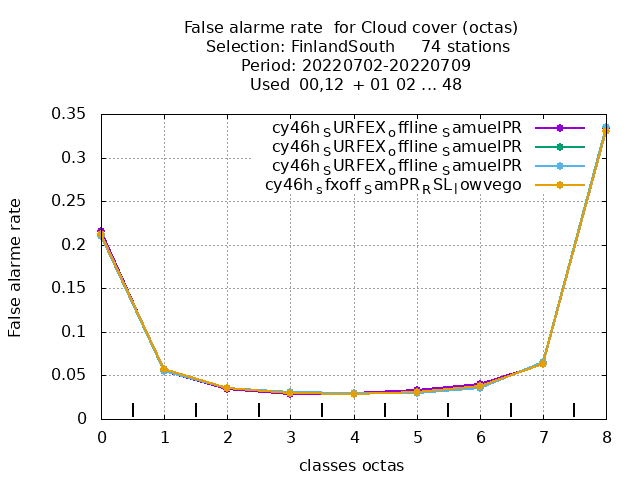 False alarme rate  for Cloud cover (octas)
Selection: FinlandSouth     74 stations
Period: 20220702-20220709
Used  00,12  + 01 02 ... 48
cy46h_SURFEX_offline_SamuelPR
cy46h_SURFEX_offline_SamuelPR
cy46h_SURFEX_offline_SamuelPR
cy46h_sfxoff_SamPR_RSL_lowvego
0.35
0.3
0.25
0.2
0.15
0.1
0.05
0
False alarme rate
0 1 2 3 4 5 6 7 8
classes octas